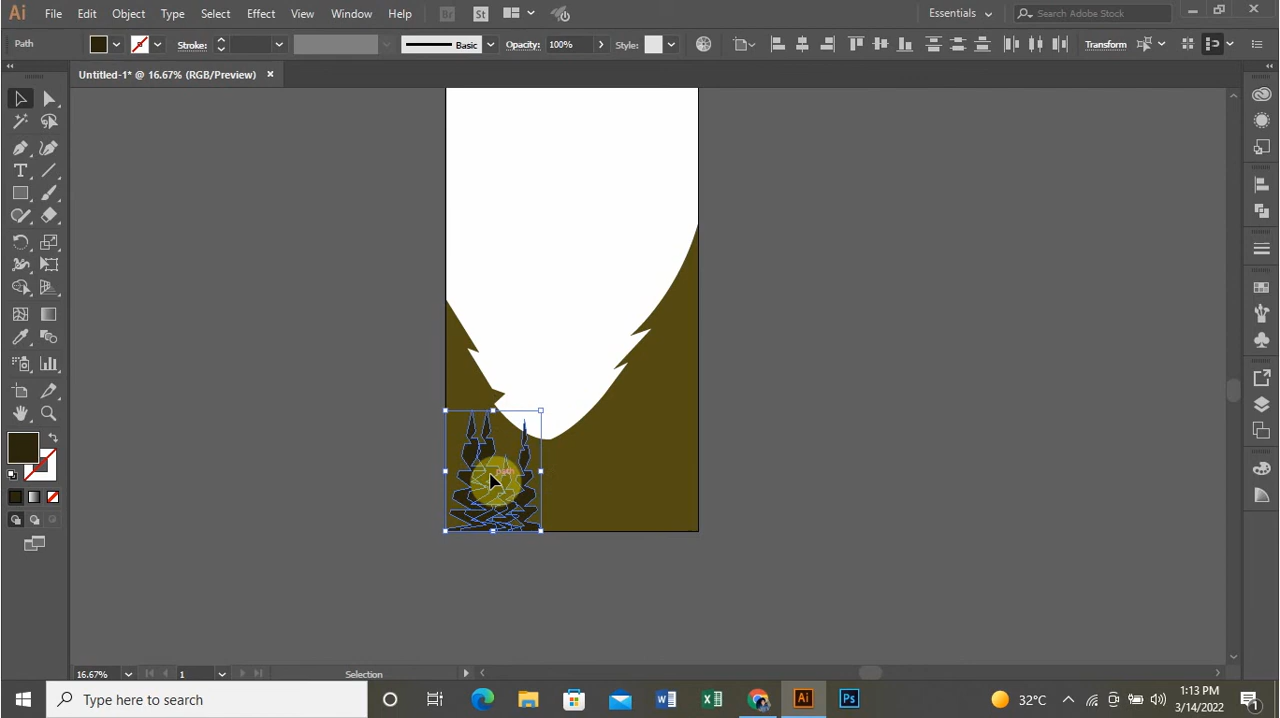 Ai File Edit Object Type Select Effect View Window Help Br St Essentials Search Adobe Stock
Path Stroke: Basic Opacity: 100% Style: Transform
Untitled-1* @ 16.67% (RGB/Preview)
path
16.67% 1 Selection
Type here to search 32°C 1:13 PM
3/14/2022